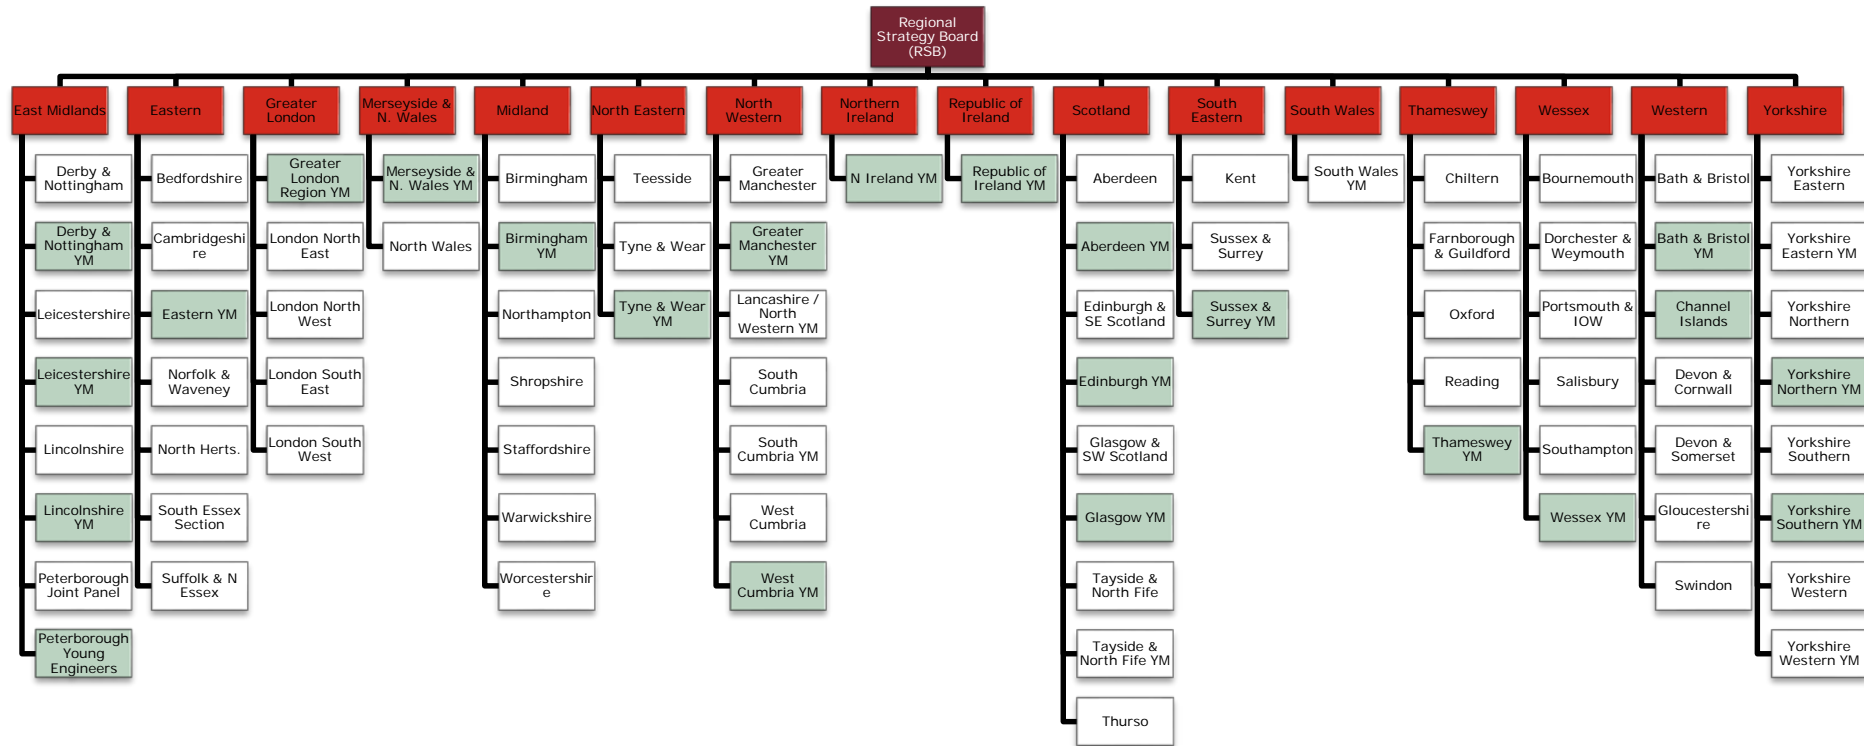 Regional
Strategy Board
(RSB)
East Midlands
Eastern
Greater
London
Merseyside &
N. Wales
Midland
North Eastern
North
Western
Northern
Ireland
Republic of
Ireland
Scotland
South
Eastern
South Wales
Thameswey
Wessex
Western
Yorkshire
Derby &
Nottingham
Derby &
Nottingham
YM
Leicestershire
Leicestershire
YM
Lincolnshire
Lincolnshire
YM
Peterborough
Joint Panel
Peterborough
Young
Engineers
Bedfordshire
Cambridgeshi
re
Eastern YM
Norfolk &
Waveney
North Herts.
South Essex
Section
Suffolk & N
Essex
Greater
London
Region YM
London North
East
London North
West
London South
East
London South
West
Merseyside &
N. Wales YM
North Wales
Birmingham
Birmingham
YM
Northampton
Shropshire
Staffordshire
Warwickshire
Worcestershir
e
Teesside
Tyne & Wear
Tyne & Wear
YM
Greater
Manchester
Greater
Manchester
YM
Lancashire /
North
Western YM
South
Cumbria
South
Cumbria YM
West
Cumbria
West
Cumbria YM
N Ireland YM
Republic of
Ireland YM
Aberdeen
Aberdeen YM
Edinburgh &
SE Scotland
Edinburgh YM
Glasgow &
SW Scotland
Glasgow YM
Tayside &
North Fife
Tayside &
North Fife YM
Thurso
Kent
Sussex &
Surrey
Sussex &
Surrey YM
South Wales
YM
Chiltern
Farnborough
& Guildford
Oxford
Reading
Thameswey
YM
Bournemouth
Dorchester &
Weymouth
Portsmouth &
IOW
Salisbury
Southampton
Wessex YM
Bath & Bristol
Bath & Bristol
YM
Channel
Islands
Devon &
Cornwall
Devon &
Somerset
Gloucestershi
re
Swindon
Yorkshire
Eastern
Yorkshire
Eastern YM
Yorkshire
Northern
Yorkshire
Northern YM
Yorkshire
Southern
Yorkshire
Southern YM
Yorkshire
Western
Yorkshire
Western YM